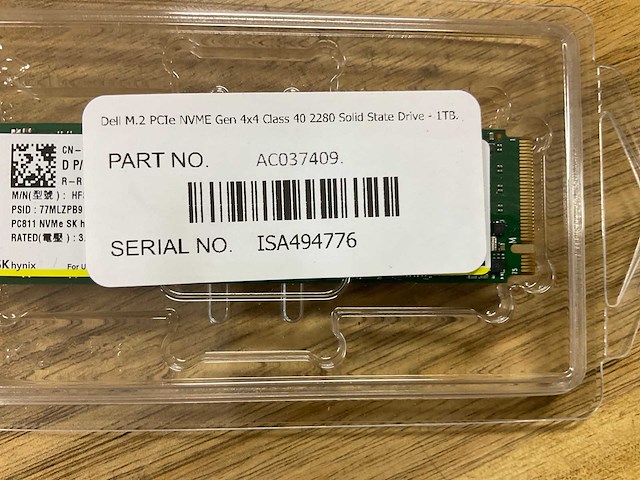 Dell M.2 PCIe NVME Gen 4x4 Class 40 2280 Solid State Drive - 1TB.
PART NO. AC037409.
SERIAL NO. ISA494776
CN-
D P/
R-R
M/N(型號) : HF
PSID : 77MLZPB9
PC811 NVMe SK h
RATED(電壓) : 3.
SK hynix For U
M